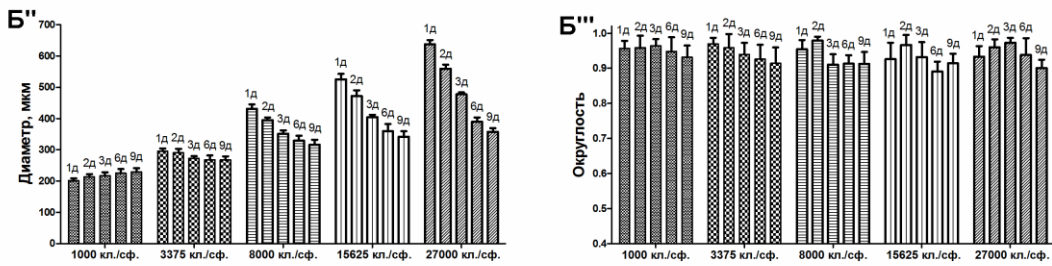 Б''
Диаметр, мкм
700
600
500
400
300
200
100
0
1д 2д 3д 6д 9д
1д 2д 3д 6д 9д
1д 2д 3д 6д 9д
1д 2д 3д 6д 9д
1д 2д 3д 6д 9д
1000 кл./сф. 3375 кл./сф. 8000 кл./сф. 15625 кл./сф. 27000 кл./сф.
Б'''
Округлость
1.0
0.9
0.8
0.7
0.6
0.5
0.4
1д 2д 3д 6д 9д
1д 2д 3д 6д 9д
1д 2д 3д 6д 9д
1д 2д 3д 6д 9д
1д 2д 3д 6д 9д
1000 кл./сф. 3375 кл./сф. 8000 кл./сф. 15625 кл./сф. 27000 кл./сф.